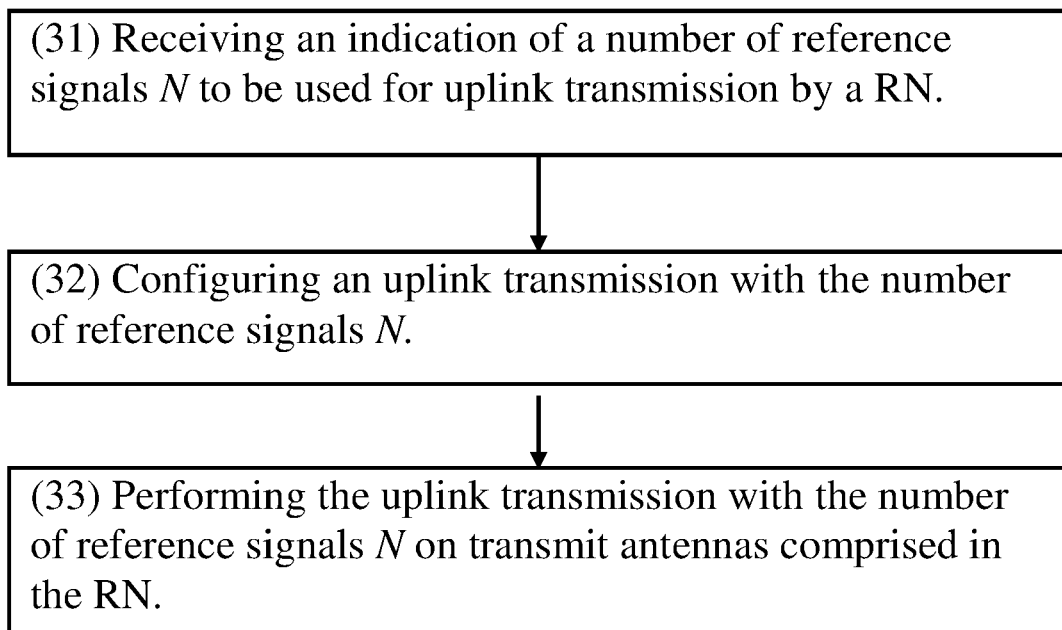 (31) Receiving an indication of a number of reference
signals N to be used for uplink transmission by a RN.
(32) Configuring an uplink transmission with the number
of reference signals N.
(33) Performing the uplink transmission with the number
of reference signals N on transmit antennas comprised in
the RN.